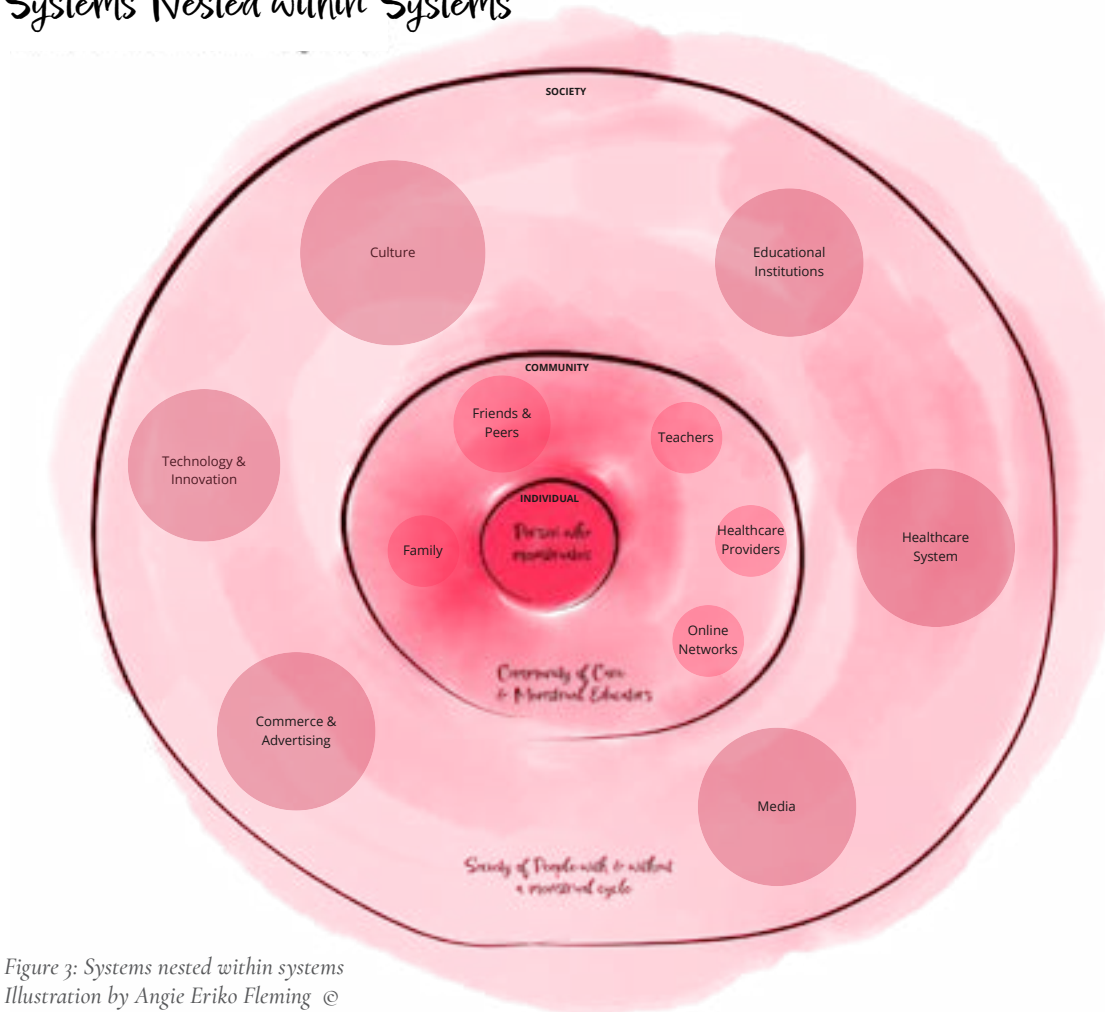 Systems Nested within Systems
SOCIETY
Culture
Educational
Institutions
COMMUNITY
Friends &
Peers
Teachers
Technology &
Innovation
INDIVIDUAL
Person who
menstruates
Family
Healthcare
Providers
Healthcare
System
Online
Networks
Community of Care
& Menstrual Educators
Commerce &
Advertising
Media
Society of People with & without
a menstrual cycle
Figure 3: Systems nested within systems
Illustration by Angie Eriko Fleming ©